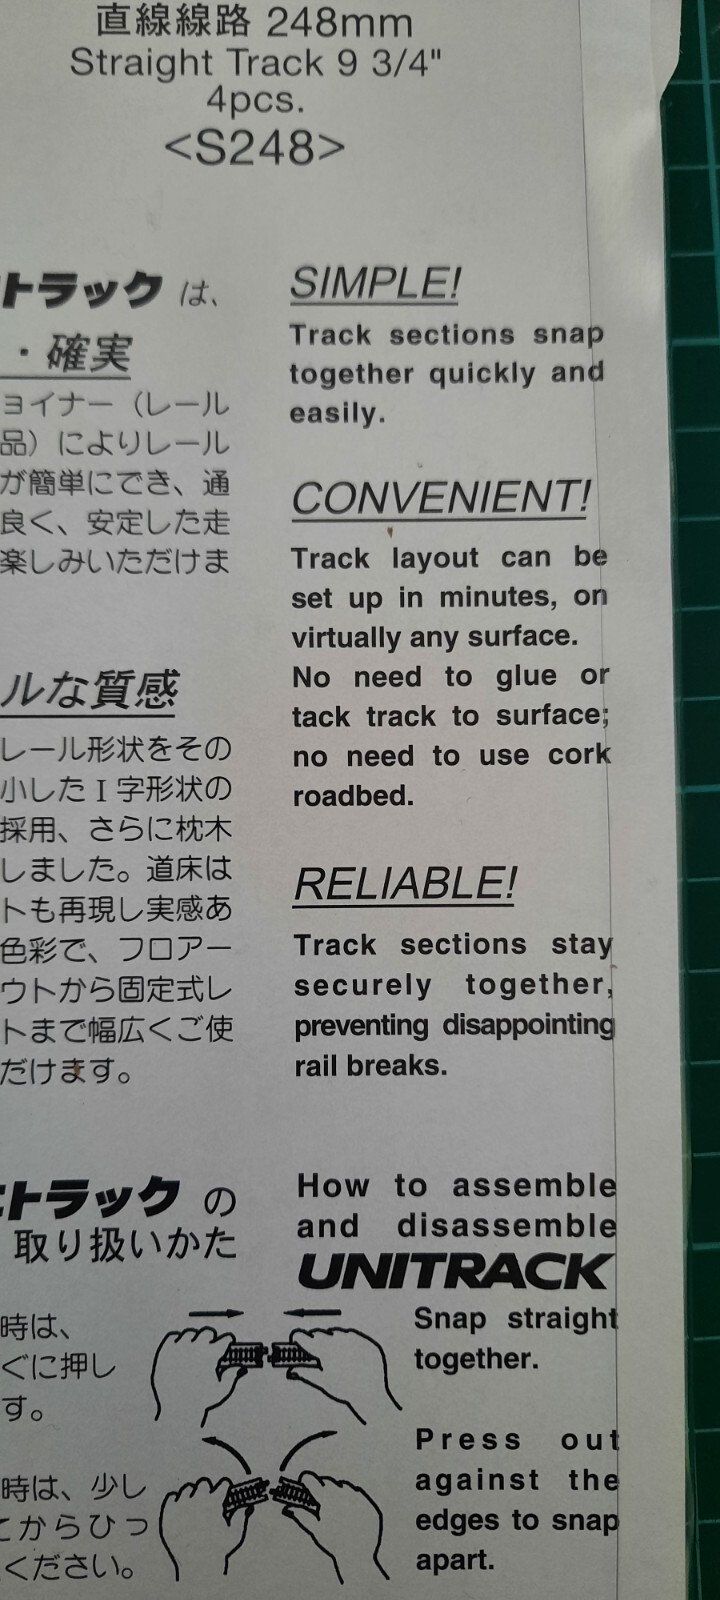 直線線路 248mm
Straight Track 9 3/4"
4pcs.
<S248>
トラック は、
・確実
ョイナー（レール
品）によりレール
が簡単にでき、通
良く、安定した走
楽しみいただけま
ルな質感
レール形状をその
小したI字形状の
採用、さらに枕木
しました。道床は
トも再現し実感あ
色彩で、フロアー
ウトから固定式レ
トまで幅広くご使
だけます。
SIMPLE!
Track sections snap
together quickly and
easily.
CONVENIENT!
Track layout can be
set up in minutes, on
virtually any surface.
No need to glue or
tack track to surface;
no need to use cork
roadbed.
RELIABLE!
Track sections stay
securely together,
preventing disappointing
rail breaks.
トラック の
取り扱いかた
時は、
ぐに押し
す。
時は、少し
てからひっ
ください。
How to assemble
and disassemble
UNITRACK
Snap straight
together.
Press out
against the
edges to snap
apart.